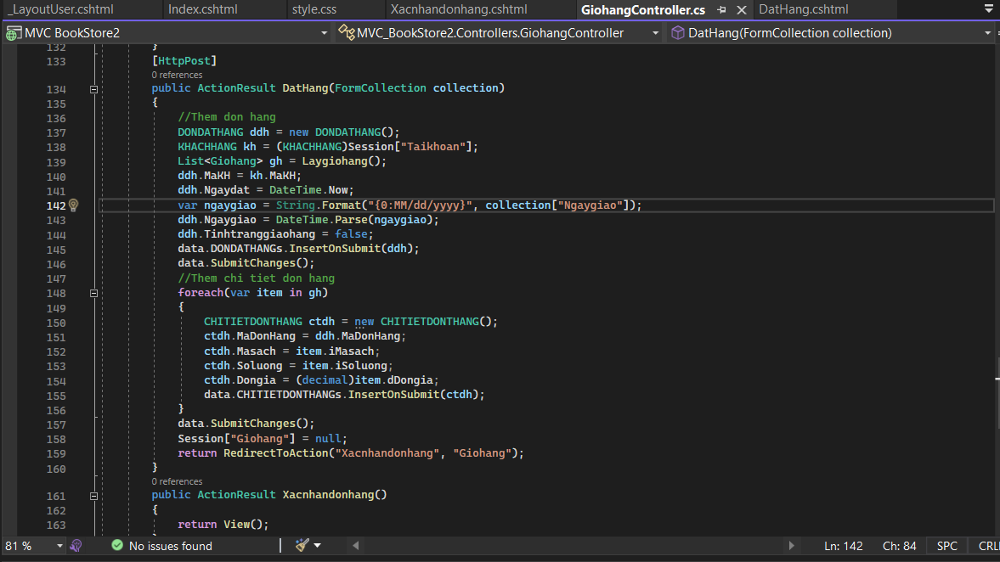 _LayoutUser.cshtml Index.cshtml style.css Xacnhandonhang.cshtml GiohangController.cs DatHang.cshtml
MVC BookStore2 MVC_BookStore2.Controllers.GiohangController DatHang(FormCollection collection)
132 }
133 [HttpPost]
0 references
134 public ActionResult DatHang(FormCollection collection)
135 {
136 //Them don hang
137 DONDATHANG ddh = new DONDATHANG();
138 KHACHHANG kh = (KHACHHANG)Session["Taikhoan"];
139 List<Giohang> gh = Laygiohang();
140 ddh.MaKH = kh.MaKH;
141 ddh.Ngaydat = DateTime.Now;
142 var ngaygiao = String.Format("{0:MM/dd/yyyy}", collection["Ngaygiao"]);
143 ddh.Ngaygiao = DateTime.Parse(ngaygiao);
144 ddh.Tinhtranggiaohang = false;
145 data.DONDATHANGs.InsertOnSubmit(ddh);
146 data.SubmitChanges();
147 //Them chi tiet don hang
148 foreach(var item in gh)
149 {
150 CHITIETDONTHANG ctdh = new CHITIETDONTHANG();
151 ctdh.MaDonHang = ddh.MaDonHang;
152 ctdh.Masach = item.iMasach;
153 ctdh.Soluong = item.iSoluong;
154 ctdh.Dongia = (decimal)item.dDongia;
155 data.CHITIETDONTHANGs.InsertOnSubmit(ctdh);
156 }
157 data.SubmitChanges();
158 Session["Giohang"] = null;
159 return RedirectToAction("Xacnhandonhang", "Giohang");
160 }
0 references
161 public ActionResult Xacnhandonhang()
162 {
163 return View();
81 % No issues found Ln: 142 Ch: 84 SPC CRL